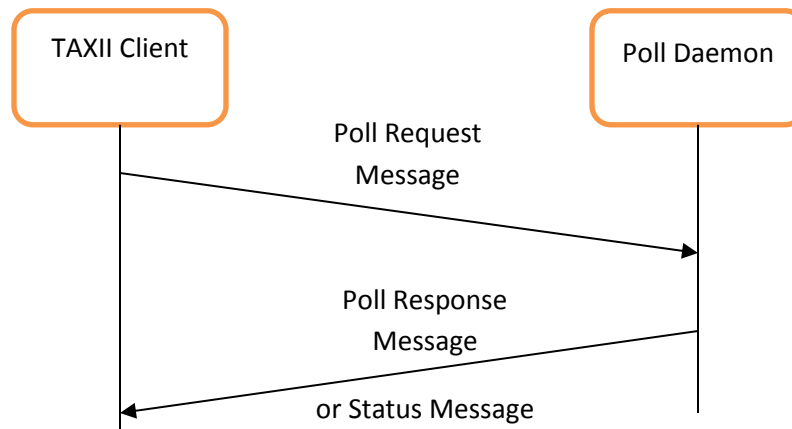 TAXII Client
Poll Daemon
Poll Request
Message
Poll Response
Message
or Status Message